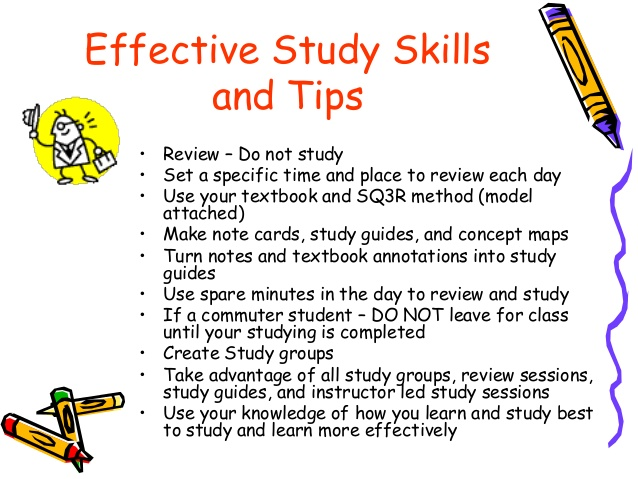 Effective Study Skills
and Tips
• Review – Do not study
• Set a specific time and place to review each day
• Use your textbook and SQ3R method (model
attached)
• Make note cards, study guides, and concept maps
• Turn notes and textbook annotations into study
guides
• Use spare minutes in the day to review and study
• If a commuter student – DO NOT leave for class
until your studying is completed
• Create Study groups
• Take advantage of all study groups, review sessions,
study guides, and instructor led study sessions
• Use your knowledge of how you learn and study best
to study and learn more effectively